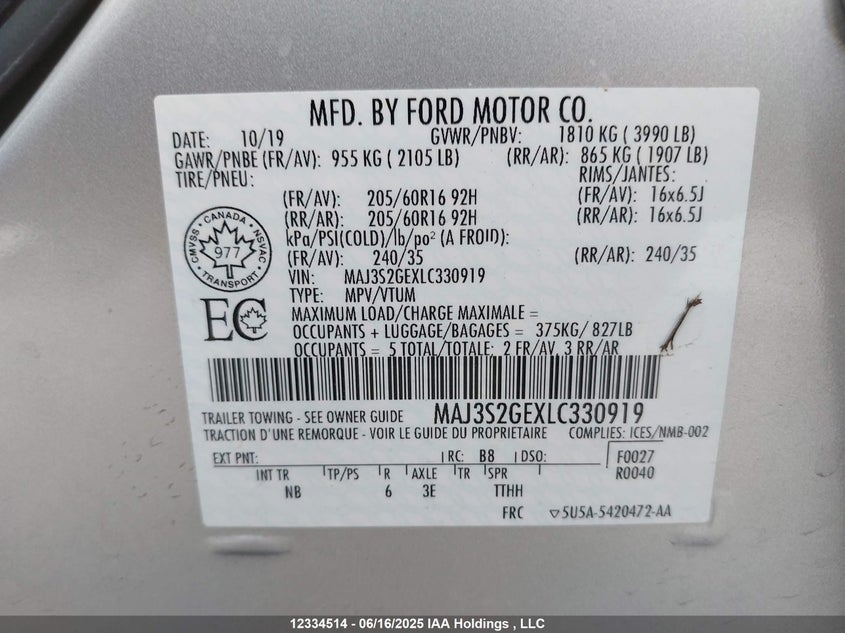 MFD. BY FORD MOTOR CO.
DATE: 10/19 GVWR/PNBV: 1810 KG ( 3990 LB)
GAWR/PNBE (FR/AV): 955 KG ( 2105 LB) (RR/AR): 865 KG ( 1907 LB)
TIRE/PNEU: RIMS/JANTES:
(FR/AV): 205/60R16 92H (FR/AV): 16x6.5J
(RR/AR): 205/60R16 92H (RR/AR): 16x6.5J
kPa/PSI(COLD)/lb/po² (A FROID):
(FR/AV): 240/35 (RR/AR): 240/35
VIN: MAJ3S2GEXLC330919
TYPE: MPV/VTUM
CANADA
CMVSS NSVAC
977
TRANSPORT
EC
MAXIMUM LOAD/CHARGE MAXIMALE =
OCCUPANTS + LUGGAGE/BAGAGES = 375KG/ 827LB
OCCUPANTS = 5 TOTAL/TOTALE: 2 FR/AV, 3 RR/AR
TRAILER TOWING - SEE OWNER GUIDE MAJ3S2GEXLC330919
TRACTION D'UNE REMORQUE - VOIR LE GUIDE DU PROPRIETAIRE COMPLIES: ICES/NMB-002
EXT PNT: RC: B8 DSO: F0027
INT TR TP/PS R AXLE TR SPR R0040
NB 6 3E TTHH
FRC ▽5U5A-5420472-AA
12334514 - 06/16/2025 IAA Holdings , LLC